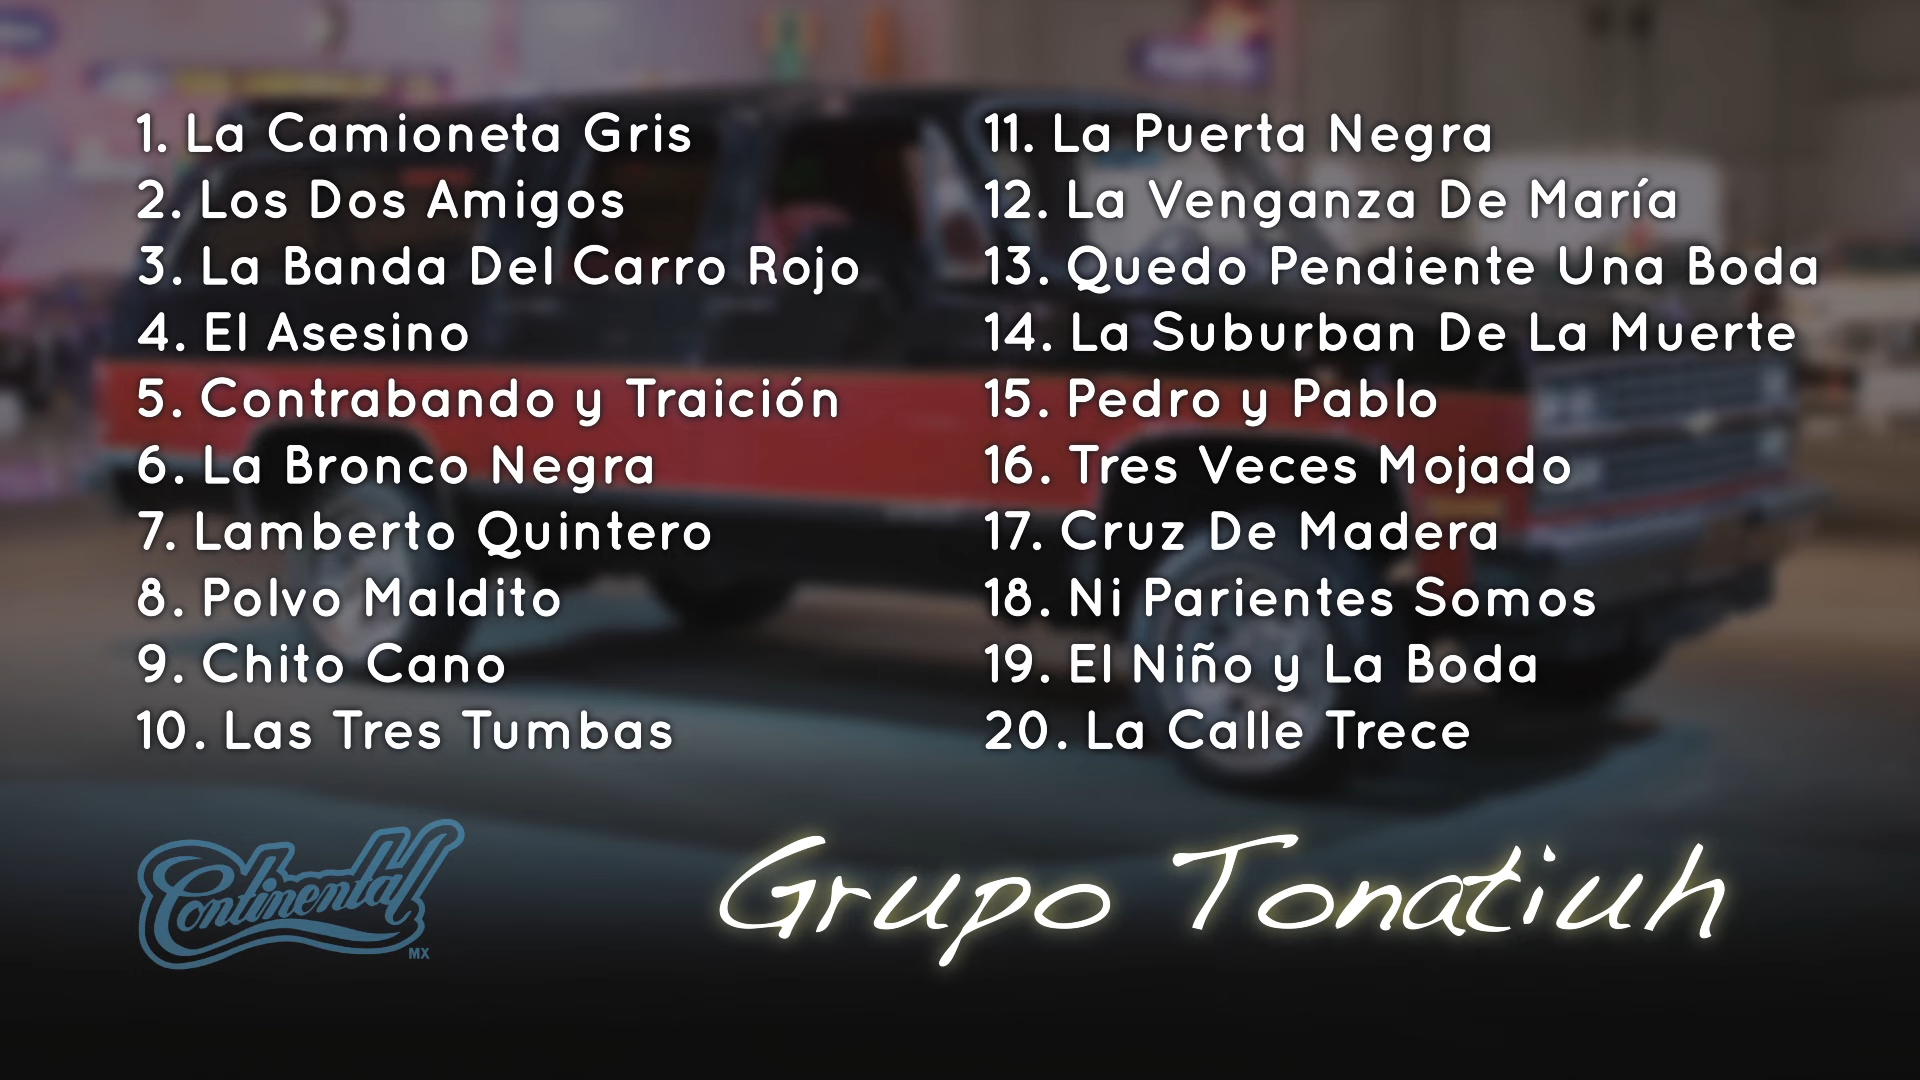 1. La Camioneta Gris
2. Los Dos Amigos
3. La Banda Del Carro Rojo
4. El Asesino
5. Contrabando y Traición
6. La Bronco Negra
7. Lamberto Quintero
8. Polvo Maldito
9. Chito Cano
10. Las Tres Tumbas
11. La Puerta Negra
12. La Venganza De María
13. Quedo Pendiente Una Boda
14. La Suburban De La Muerte
15. Pedro y Pablo
16. Tres Veces Mojado
17. Cruz De Madera
18. Ni Parientes Somos
19. El Niño y La Boda
20. La Calle Trece
Continental
MX
Grupo Tonatiuh